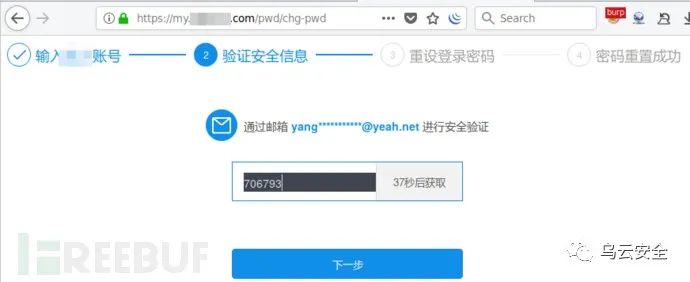 https://my. .com/pwd/chg-pwd
Search
burp
输入 账号
2 验证安全信息
3 重设登录密码
4 密码重置成功
通过邮箱 yang***********@yeah.net 进行安全验证
706793
37秒后获取
REEBUF
乌云安全
下一步